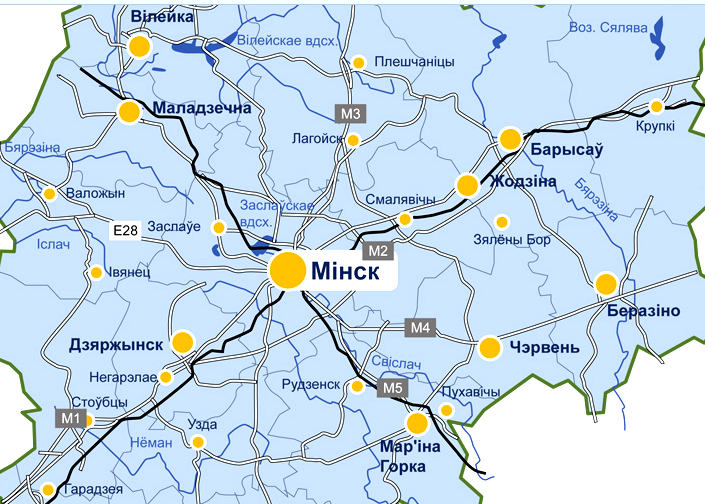 Вілейка
Воз. Сялява
Вілейскае вдсх.
Плешчаніцы
Маладзечна
M3
Крупкі
Лагойск
Барысаў
Бярэзіна
Жодзіна
Валожын
Смалявічы
Бярэзіна
Заслаўскае
вдсх.
Заслаўе
E28
Зялёны Бор
Іслач
M2
Івянец
Мінск
Беразіно
M4
Дзяржынск
Чэрвень
Свіслач
Негарэлае
Рудзенск
M5
Пухавічы
Стоўбцы
M1
Узда
Нёман
Мар'іна
Горка
Гарадзея